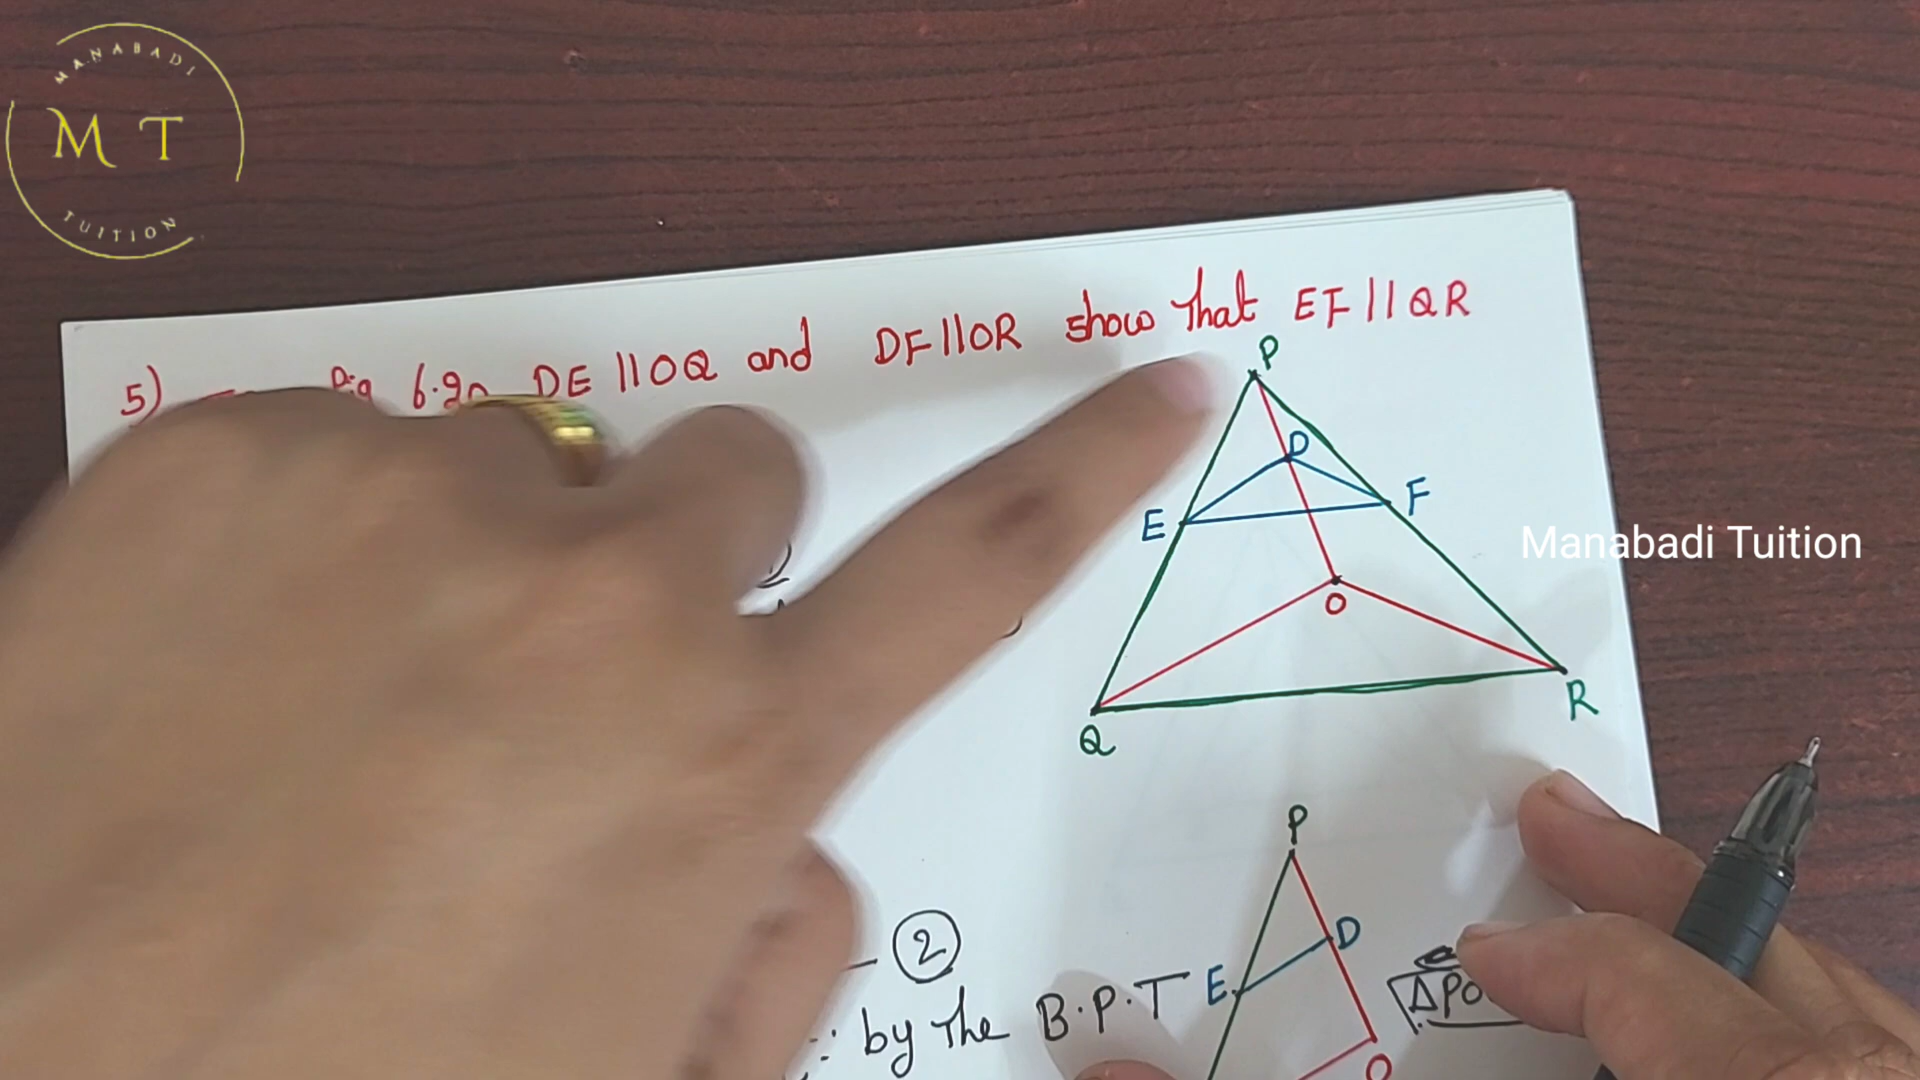 MANABADI
M T
TUITION
5) Fig 6.20 DE || OQ and DF || OR show that EF || QR
P
D
E
F
Manabadi Tuition
O
Q
R
P
2
D
E
by the B.P.T
O